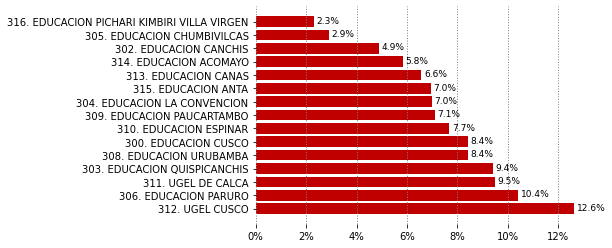 316. EDUCACION PICHARI KIMBIRI VILLA VIRGEN 2.3%
305. EDUCACION CHUMBIVILCAS 2.9%
302. EDUCACION CANCHIS 4.9%
314. EDUCACION ACOMAYO 5.8%
313. EDUCACION CANAS 6.6%
315. EDUCACION ANTA 7.0%
304. EDUCACION LA CONVENCION 7.0%
309. EDUCACION PAUCARTAMBO 7.1%
310. EDUCACION ESPINAR 7.7%
300. EDUCACION CUSCO 8.4%
308. EDUCACION URUBAMBA 8.4%
303. EDUCACION QUISPICANCHIS 9.4%
311. UGEL DE CALCA 9.5%
306. EDUCACION PARURO 10.4%
312. UGEL CUSCO 12.6%
0% 2% 4% 6% 8% 10% 12%